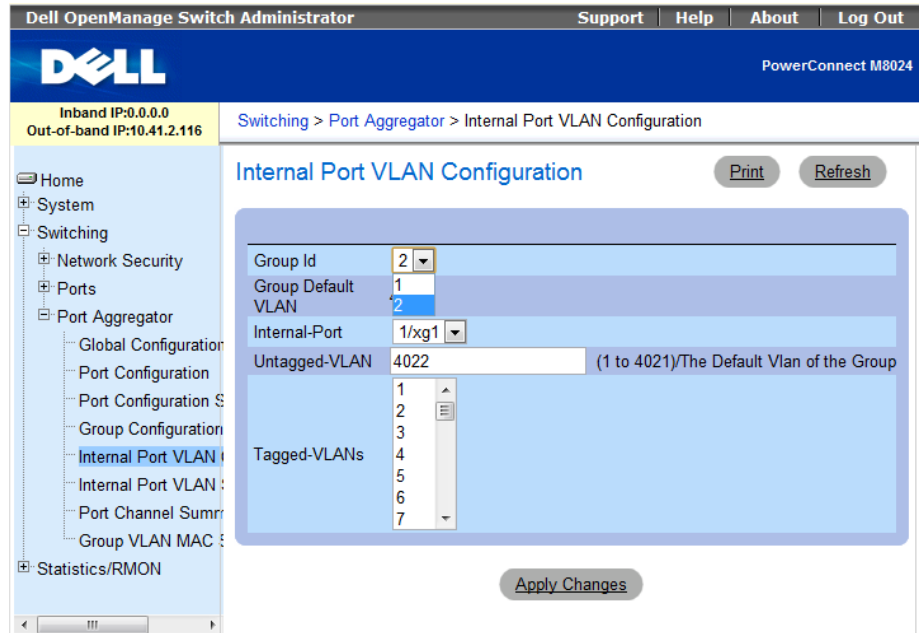 Dell OpenManage Switch Administrator
Support | Help | About | Log Out
DELL
PowerConnect M8024
Inband IP:0.0.0.0
Out-of-band IP:10.41.2.116
Switching > Port Aggregator > Internal Port VLAN Configuration
Home
System
Switching
Network Security
Ports
Port Aggregator
Global Configuration
Port Configuration
Port Configuration S
Group Configuration
Internal Port VLAN
Internal Port VLAN
Port Channel Summ
Group VLAN MAC
Statistics/RMON
Internal Port VLAN Configuration
Print
Refresh
Group Id 2
1
2
Group Default VLAN
Internal-Port 1/xg1
Untagged-VLAN 4022 (1 to 4021)/The Default Vlan of the Group
Tagged-VLANs
1
2
3
4
5
6
7
Apply Changes